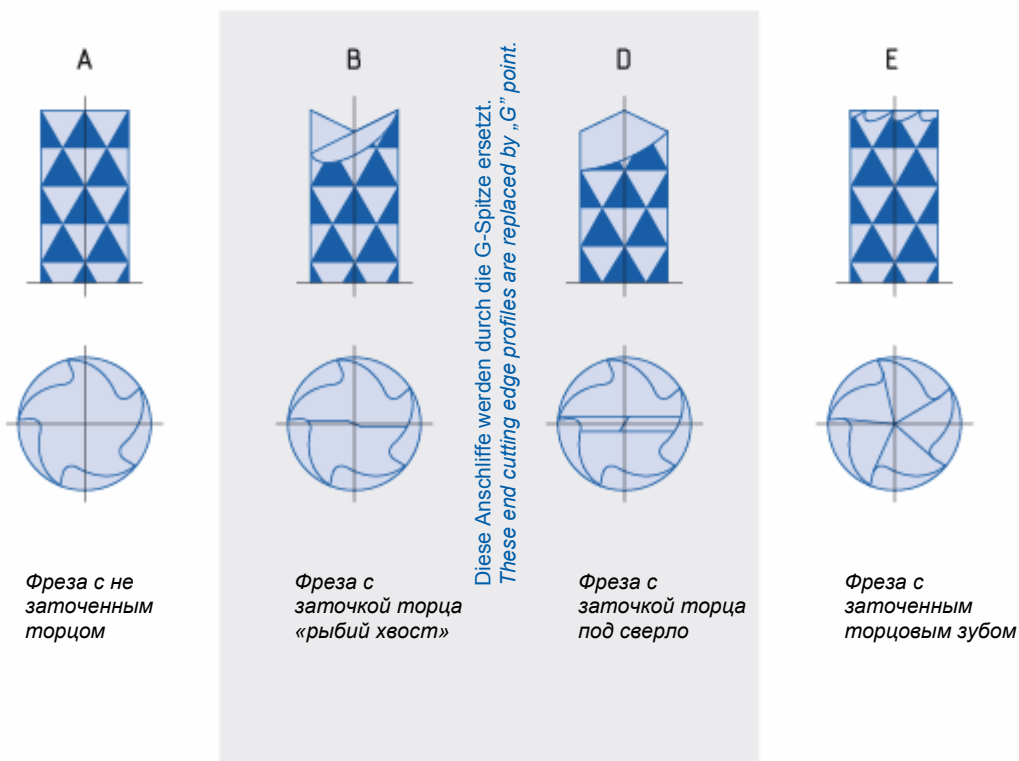 A
B
D
E
Diese Anschliffe werden durch die G-Spitze ersetzt.
These end cutting edge profiles are replaced by „G” point.
Фреза с не
заточенным
торцом
Фреза с
заточкой торца
«рыбий хвост»
Фреза с
заточкой торца
под сверло
Фреза с
заточенным
торцовым зубом